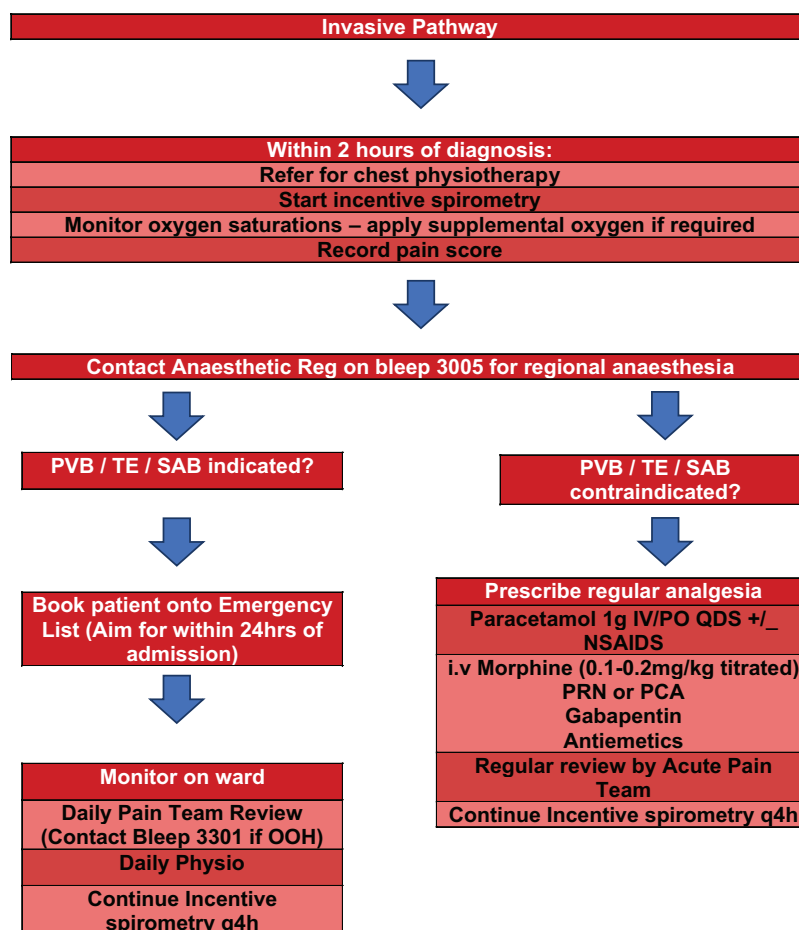 Invasive Pathway
Within 2 hours of diagnosis:
Refer for chest physiotherapy
Start incentive spirometry
Monitor oxygen saturations – apply supplemental oxygen if required
Record pain score
Contact Anaesthetic Reg on bleep 3005 for regional anaesthesia
PVB / TE / SAB indicated?
Book patient onto Emergency
List (Aim for within 24hrs of
admission)
Monitor on ward
Daily Pain Team Review
(Contact Bleep 3301 if OOH)
Daily Physio
Continue Incentive
spirometry q4h
PVB / TE / SAB
contraindicated?
Prescribe regular analgesia
Paracetamol 1g IV/PO QDS +/_
NSAIDS
i.v Morphine (0.1-0.2mg/kg titrated)
PRN or PCA
Gabapentin
Antiemetics
Regular review by Acute Pain
Team
Continue Incentive spirometry q4h